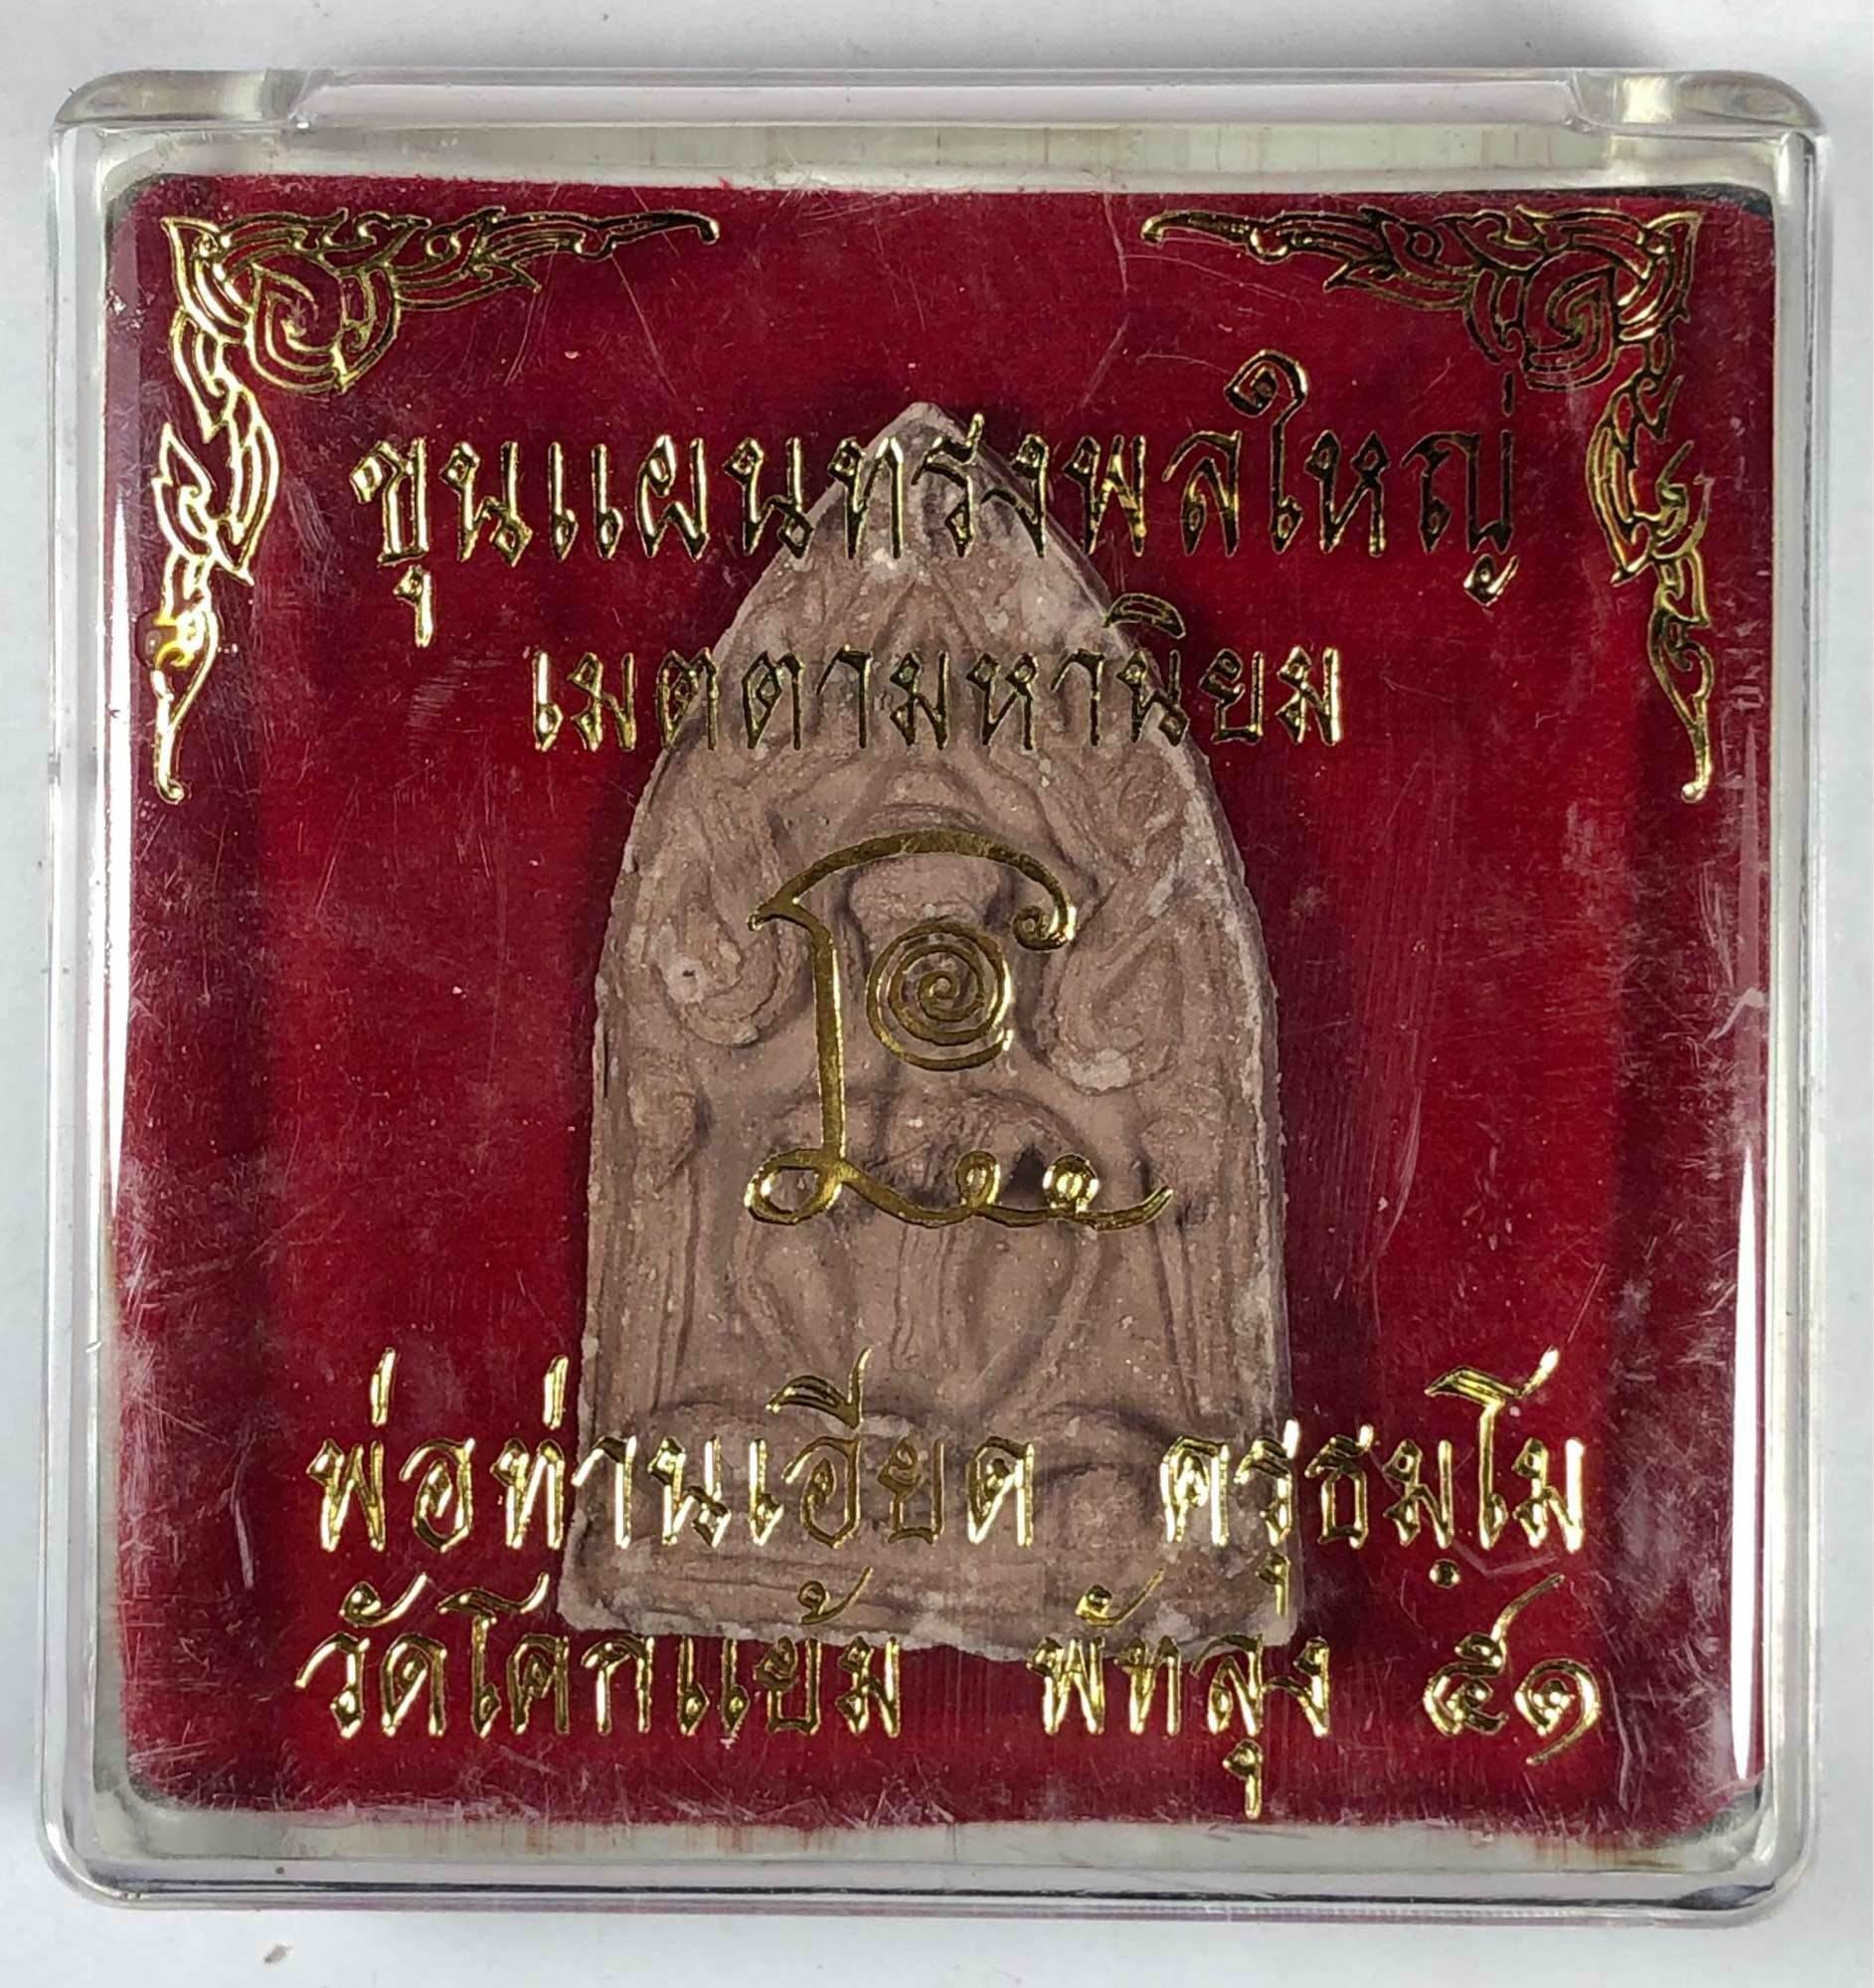 ขุนแผนทรงพลใหญ่
เมตตามหานิยม
พ่อท่านเอียด ครุธมฺโม
วัดโคกแย้ม พัทลุง ๕๑